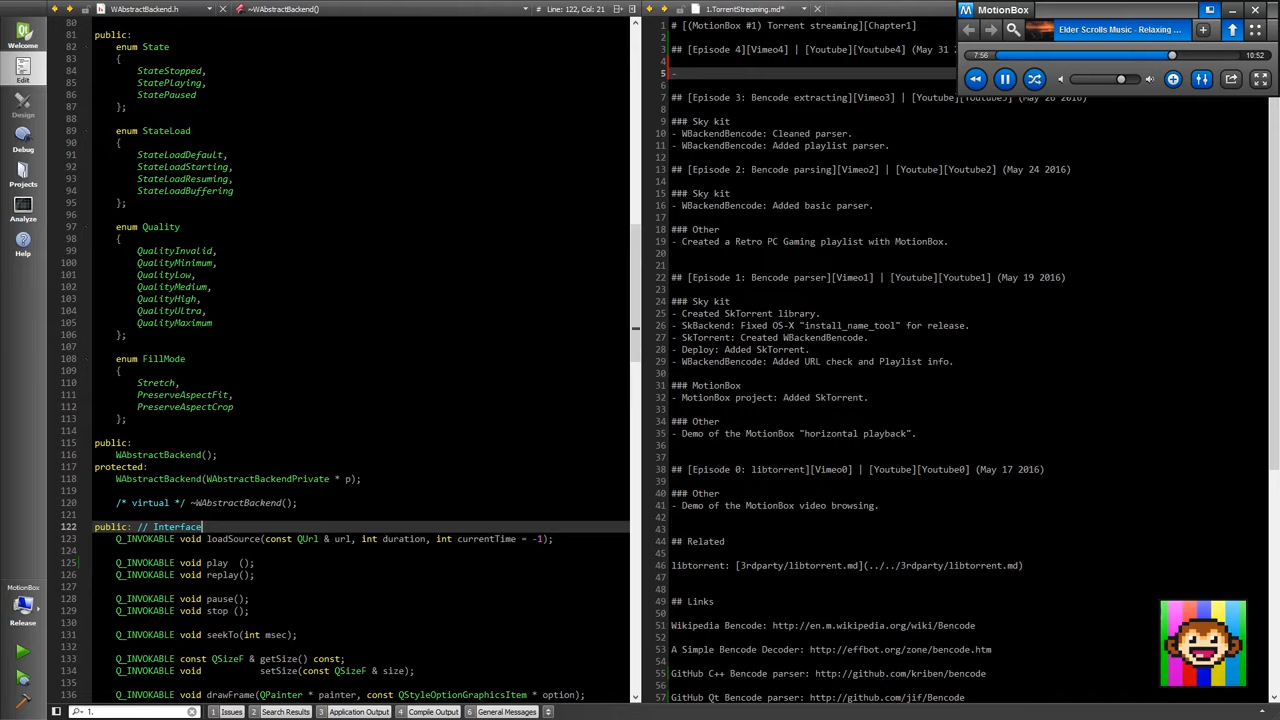 WAbstractBackend.h
~WAbstractBackend()
Line: 122, Col: 21
1.TorrentStreaming.md*
MotionBox
Elder Scrolls Music - Relaxing ...
7:56
10:52
Welcome
Edit
Design
Debug
Projects
Analyze
Help
MotionBox
Release
80
81 public:
82 enum State
83 {
84 StateStopped,
85 StatePlaying,
86 StatePaused
87 };
88
89 enum StateLoad
90 {
91 StateLoadDefault,
92 StateLoadStarting,
93 StateLoadResuming,
94 StateLoadBuffering
95 };
96
97 enum Quality
98 {
99 QualityInvalid,
100 QualityMinimum,
101 QualityLow,
102 QualityMedium,
103 QualityHigh,
104 QualityUltra,
105 QualityMaximum
106 };
107
108 enum FillMode
109 {
110 Stretch,
111 PreserveAspectFit,
112 PreserveAspectCrop
113 };
114
115 public:
116 WAbstractBackend();
117 protected:
118 WAbstractBackend(WAbstractBackendPrivate * p);
119
120 /* virtual */ ~WAbstractBackend();
121
122 public: // Interface
123 Q_INVOKABLE void loadSource(const QUrl & url, int duration, int currentTime = -1);
124
125 Q_INVOKABLE void play ();
126 Q_INVOKABLE void replay();
127
128 Q_INVOKABLE void pause();
129 Q_INVOKABLE void stop ();
130
131 Q_INVOKABLE void seekTo(int msec);
132
133 Q_INVOKABLE const QSizeF & getSize() const;
134 Q_INVOKABLE void setSize(const QSizeF & size);
135
136 Q_INVOKABLE void drawFrame(QPainter * painter, const QStyleOptionGraphicsItem * option);
1 # [(MotionBox #1) Torrent streaming][Chapter1]
2
3 ## [Episode 4][Vimeo4] | [Youtube][Youtube4] (May 31 2
4
5 -
6
7 ## [Episode 3: Bencode extracting][Vimeo3] | [Youtube][Youtube3] (May 26 2016)
8
9 ### Sky kit
10 - WBackendBencode: Cleaned parser.
11 - WBackendBencode: Added playlist parser.
12
13 ## [Episode 2: Bencode parsing][Vimeo2] | [Youtube][Youtube2] (May 24 2016)
14
15 ### Sky kit
16 - WBackendBencode: Added basic parser.
17
18 ### Other
19 - Created a Retro PC Gaming playlist with MotionBox.
20
21
22 ## [Episode 1: Bencode parser][Vimeo1] | [Youtube][Youtube1] (May 19 2016)
23
24 ### Sky kit
25 - Created SkTorrent library.
26 - SkBackend: Fixed OS-X "install_name_tool" for release.
27 - SkTorrent: Created WBackendBencode.
28 - Deploy: Added SkTorrent.
29 - WBackendBencode: Added URL check and Playlist info.
30
31 ### MotionBox
32 - MotionBox project: Added SkTorrent.
33
34 ### Other
35 - Demo of the MotionBox "horizontal playback".
36
37
38 ## [Episode 0: libtorrent][Vimeo0] | [Youtube][Youtube0] (May 17 2016)
39
40 ### Other
41 - Demo of the MotionBox video browsing.
42
43
44 ## Related
45
46 libtorrent: [3rdparty/libtorrent.md](../../3rdparty/libtorrent.md)
47
48
49 ## Links
50
51 Wikipedia Bencode: http://en.m.wikipedia.org/wiki/Bencode
52
53 A Simple Bencode Decoder: http://effbot.org/zone/bencode.htm
54
55 GitHub C++ Bencode parser: http://github.com/kriben/bencode
56
57 GitHub Qt Bencode parser: http://github.com/jif/Bencode
1.
1 Issues
2 Search Results
3 Application Output
4 Compile Output
6 General Messages